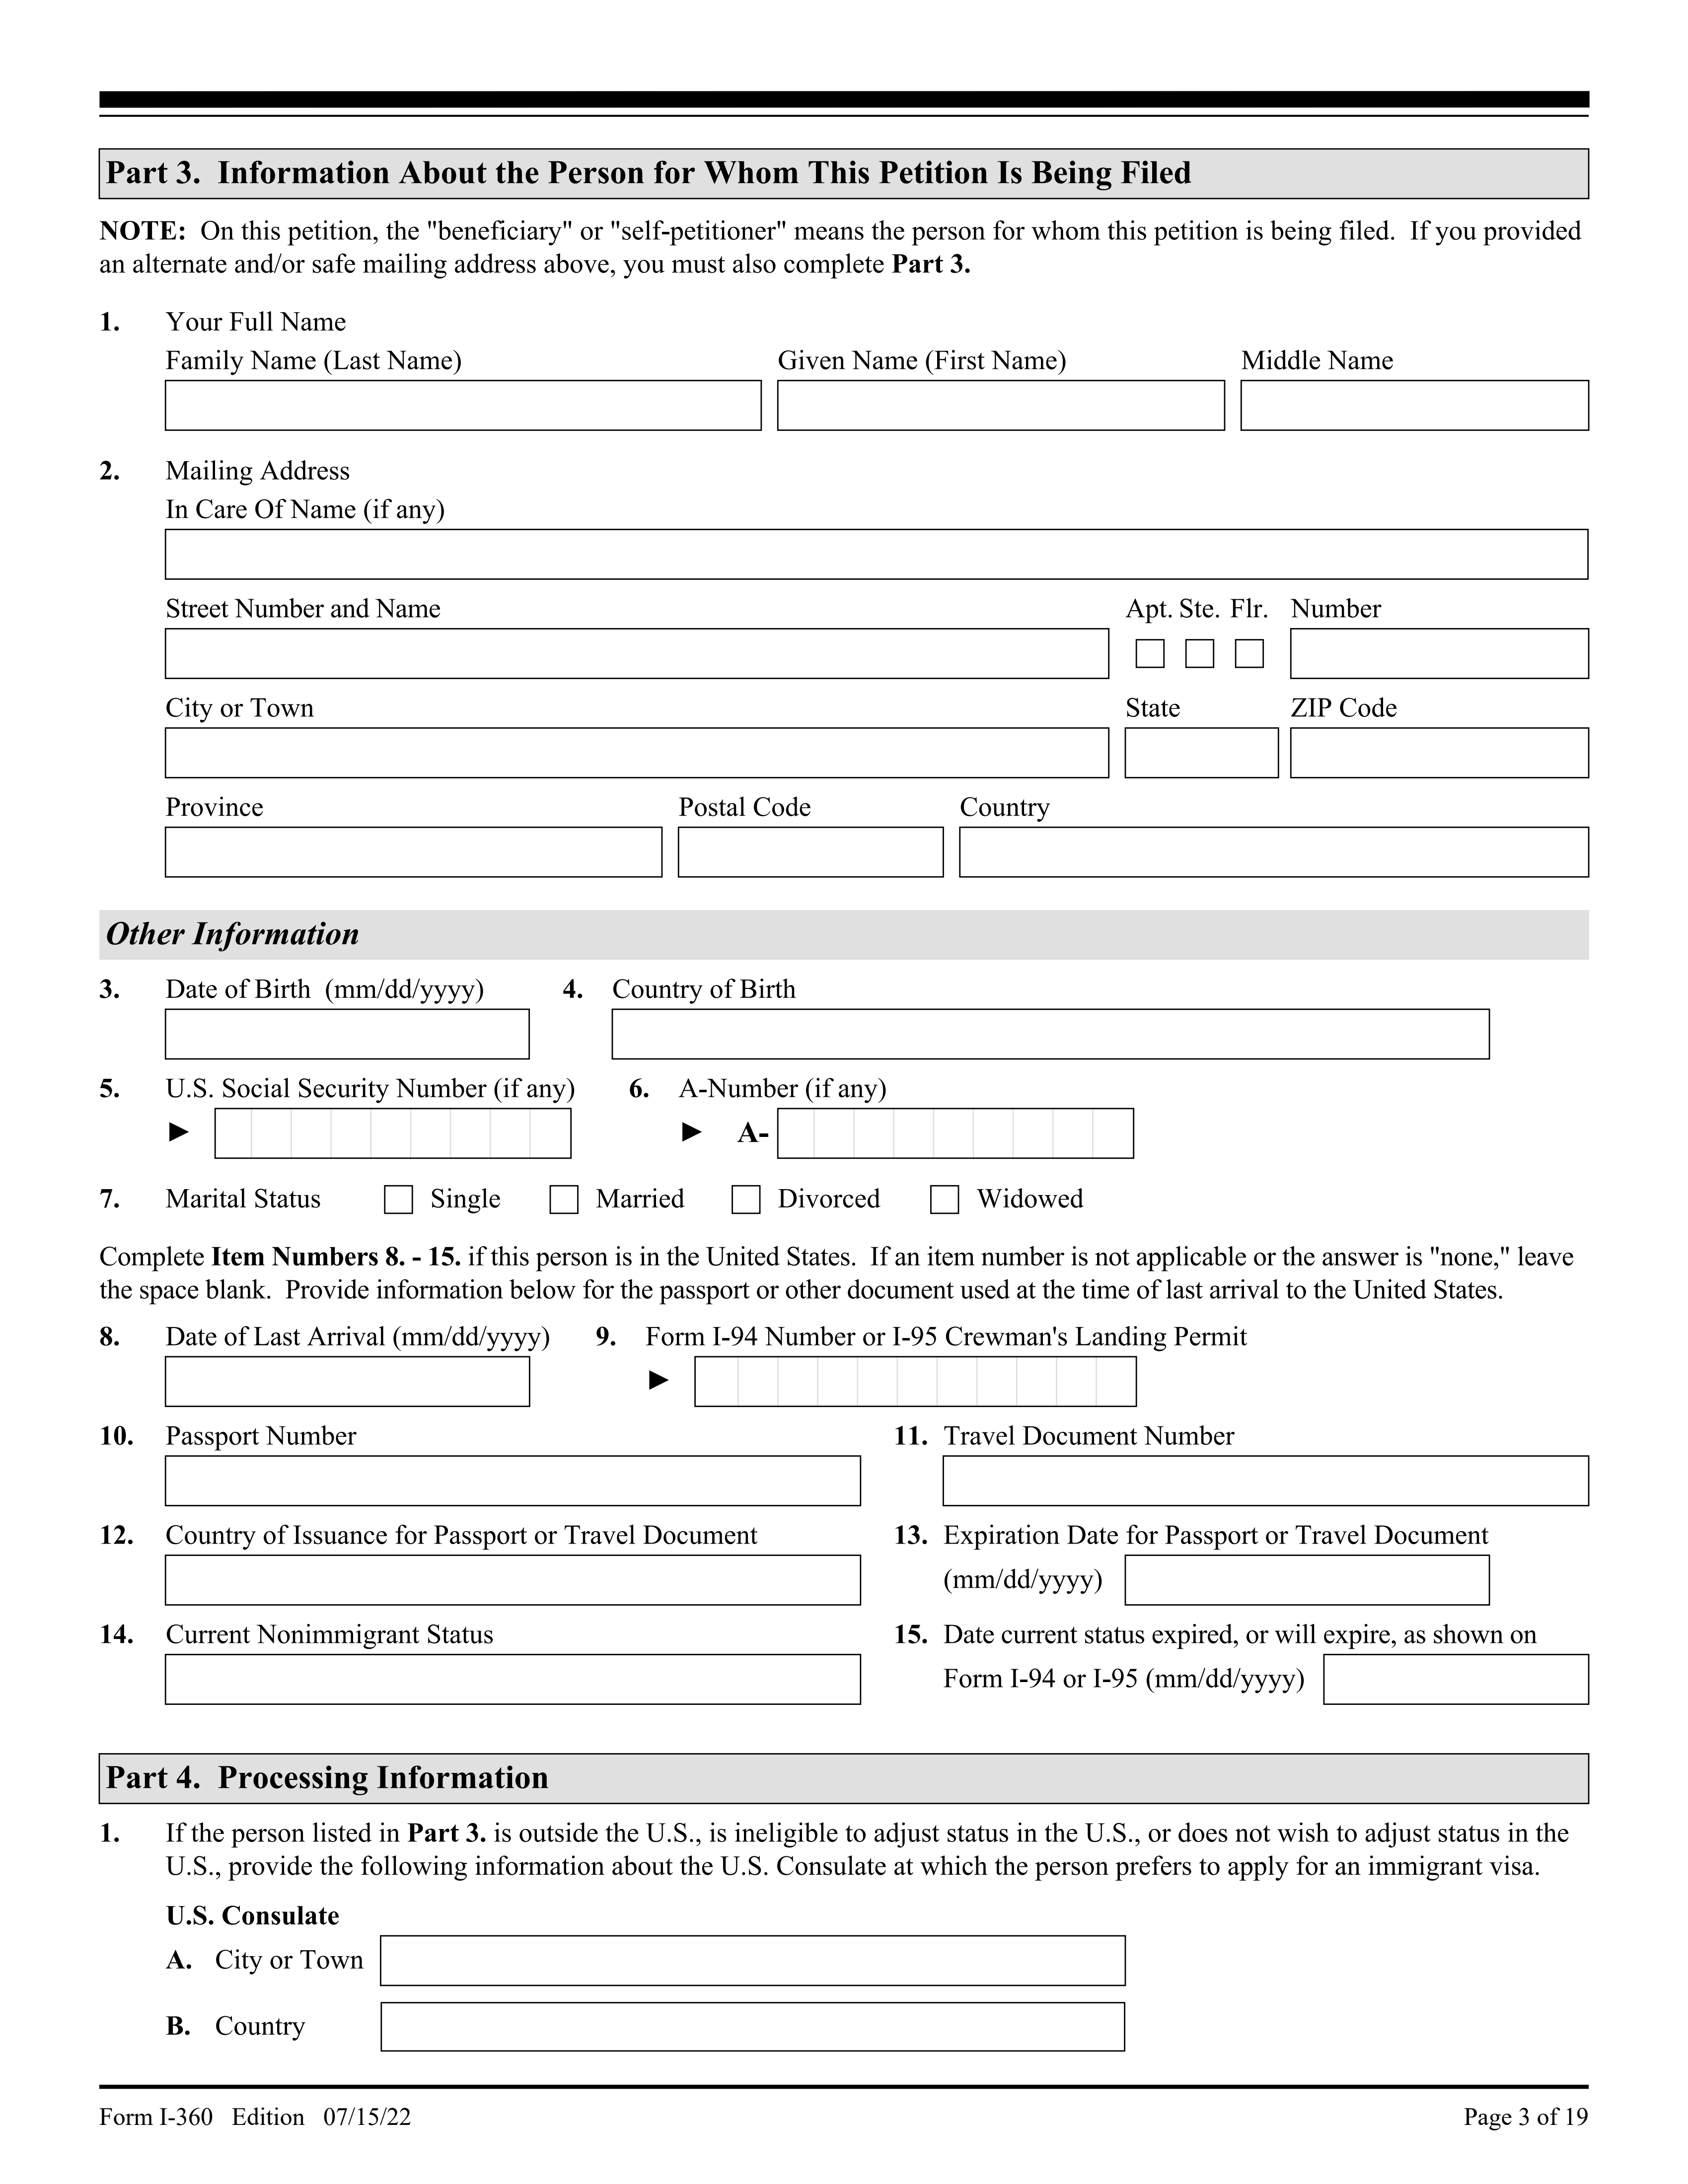 Part 3. Information About the Person for Whom This Petition Is Being Filed
NOTE: On this petition, the "beneficiary" or "self-petitioner" means the person for whom this petition is being filed. If you provided
an alternate and/or safe mailing address above, you must also complete Part 3.
1. Your Full Name
Family Name (Last Name) Given Name (First Name) Middle Name
2. Mailing Address
In Care Of Name (if any)
Street Number and Name Apt. Ste. Flr. Number
City or Town State ZIP Code
Province Postal Code Country
Other Information
3. Date of Birth (mm/dd/yyyy) 4. Country of Birth
5. U.S. Social Security Number (if any) 6. A-Number (if any)
► ► A-
7. Marital Status Single Married Divorced Widowed
Complete Item Numbers 8. - 15. if this person is in the United States. If an item number is not applicable or the answer is "none," leave
the space blank. Provide information below for the passport or other document used at the time of last arrival to the United States.
8. Date of Last Arrival (mm/dd/yyyy) 9. Form I-94 Number or I-95 Crewman's Landing Permit
►
10. Passport Number 11. Travel Document Number
12. Country of Issuance for Passport or Travel Document 13. Expiration Date for Passport or Travel Document
(mm/dd/yyyy)
14. Current Nonimmigrant Status 15. Date current status expired, or will expire, as shown on
Form I-94 or I-95 (mm/dd/yyyy)
Part 4. Processing Information
1. If the person listed in Part 3. is outside the U.S., is ineligible to adjust status in the U.S., or does not wish to adjust status in the
U.S., provide the following information about the U.S. Consulate at which the person prefers to apply for an immigrant visa.
U.S. Consulate
A. City or Town
B. Country
Form I-360 Edition 07/15/22 Page 3 of 19